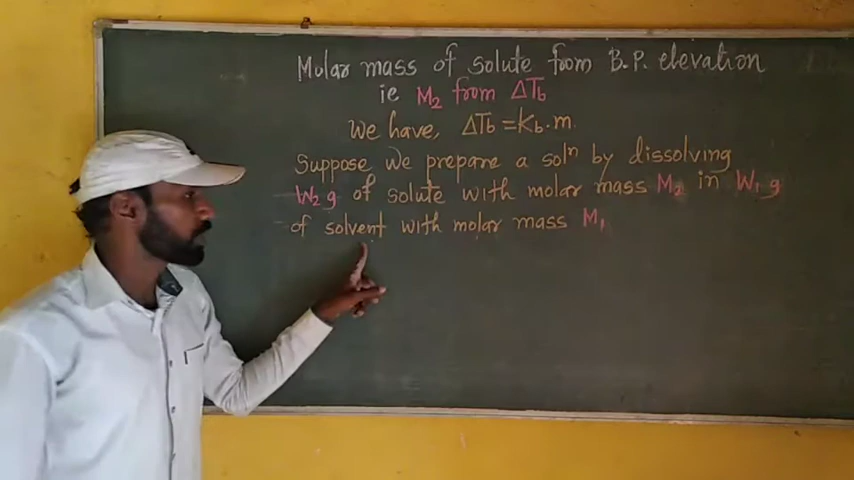 Molar mass of solute from B.P. elevation
ie M₂ from ΔTb
We have, ΔTb = Kb.m
Suppose we prepare a solⁿ by dissolving
W₂ g of solute with molar mass M₂ in W₁ g
of solvent with molar mass M₁